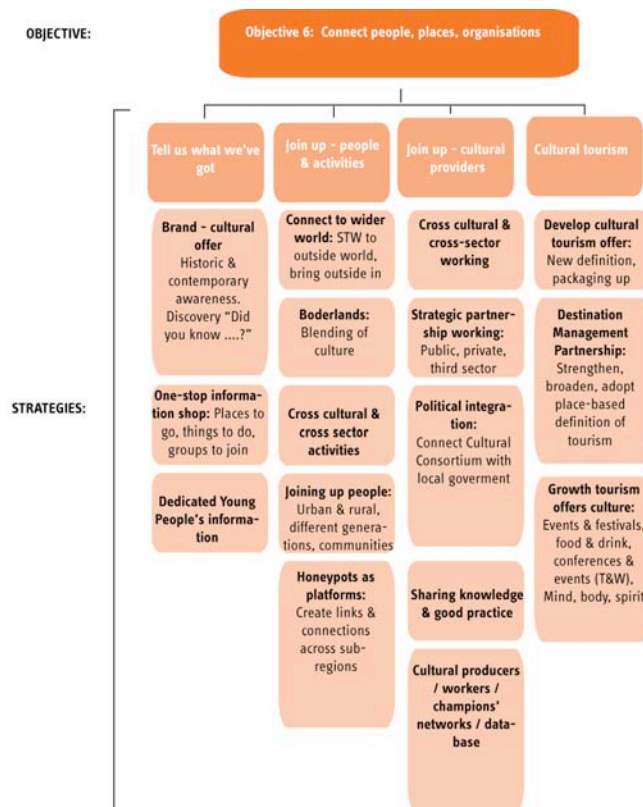 OBJECTIVE:
Objective 6: Connect people, places, organisations
STRATEGIES:
Tell us what we've
got
Brand - cultural
offer
Historic &
contemporary
awareness.
Discovery "Did
you know ....?"
One-stop informa-
tion shop: Places to
go, things to do,
groups to join
Dedicated Young
People's informa-
tion
Join up - people
& activities
Connect to wider
world: STW to
outside world,
bring outside in
Boderlands:
Blending of
culture
Cross cultural &
cross sector
activities
Joining up people:
Urban & rural,
different genera-
tions, communities
Honeypots as
platforms:
Create links &
connections
across sub-
regions
Join up - cultural
providers
Cross cultural &
cross-sector
working
Strategic partner-
ship working:
Public, private,
third sector
Political integra-
tion:
Connect Cultural
Consortium with
local goverment
Sharing knowledge
& good practice
Cultural producers
/ workers /
champions'
networks / data-
base
Cultural tourism
Develop cultural
tourism offer:
New definition,
packaging up
Destination
Management
Partnership:
Strengthen,
broaden, adopt
place-based
definition of
tourism
Growth tourism
offers culture:
Events & festivals,
food & drink,
conferences &
events (T&W),
Mind, body, spirit